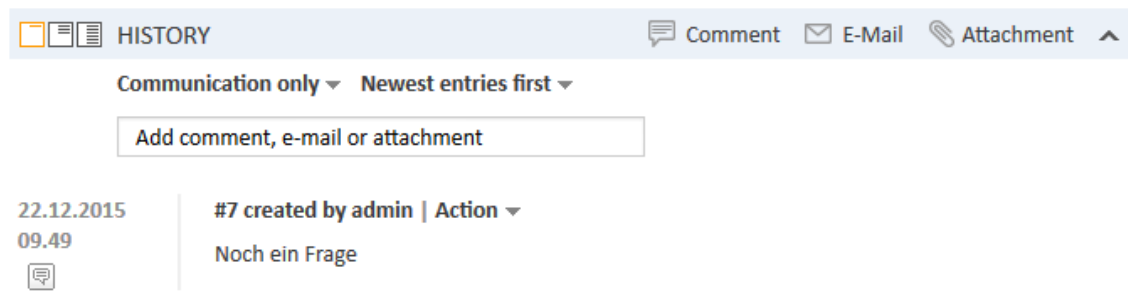 HISTORY Comment E-Mail Attachment
Communication only Newest entries first
Add comment, e-mail or attachment
22.12.2015 #7 created by admin | Action
09.49
Noch ein Frage